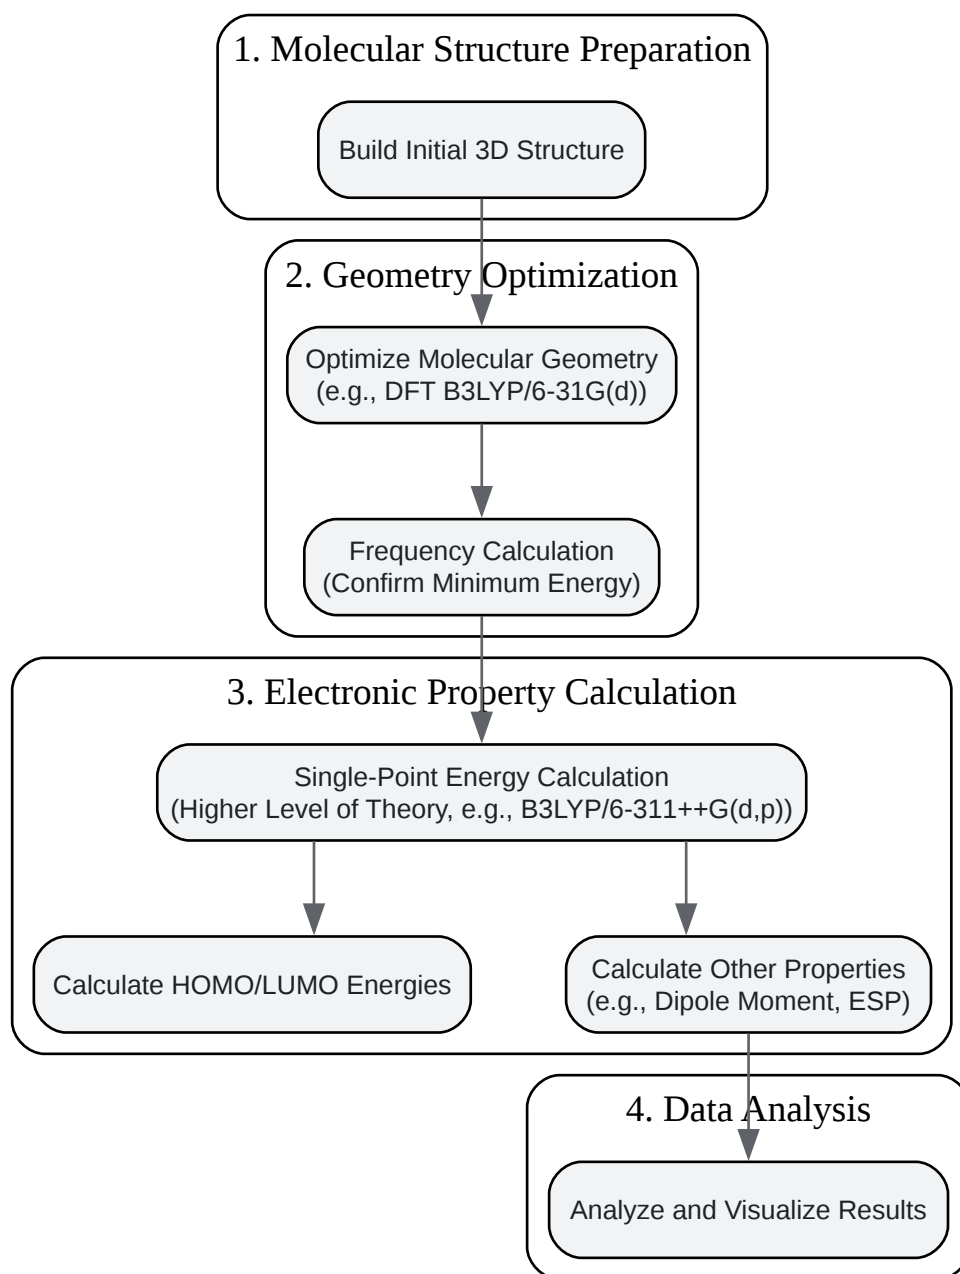 1. Molecular Structure Preparation
Build Initial 3D Structure
2. Geometry Optimization
Optimize Molecular Geometry
(e.g., DFT B3LYP/6-31G(d))
Frequency Calculation
(Confirm Minimum Energy)
3. Electronic Property Calculation
Single-Point Energy Calculation
(Higher Level of Theory, e.g., B3LYP/6-311++G(d,p))
Calculate HOMO/LUMO Energies
Calculate Other Properties
(e.g., Dipole Moment, ESP)
4. Data Analysis
Analyze and Visualize Results